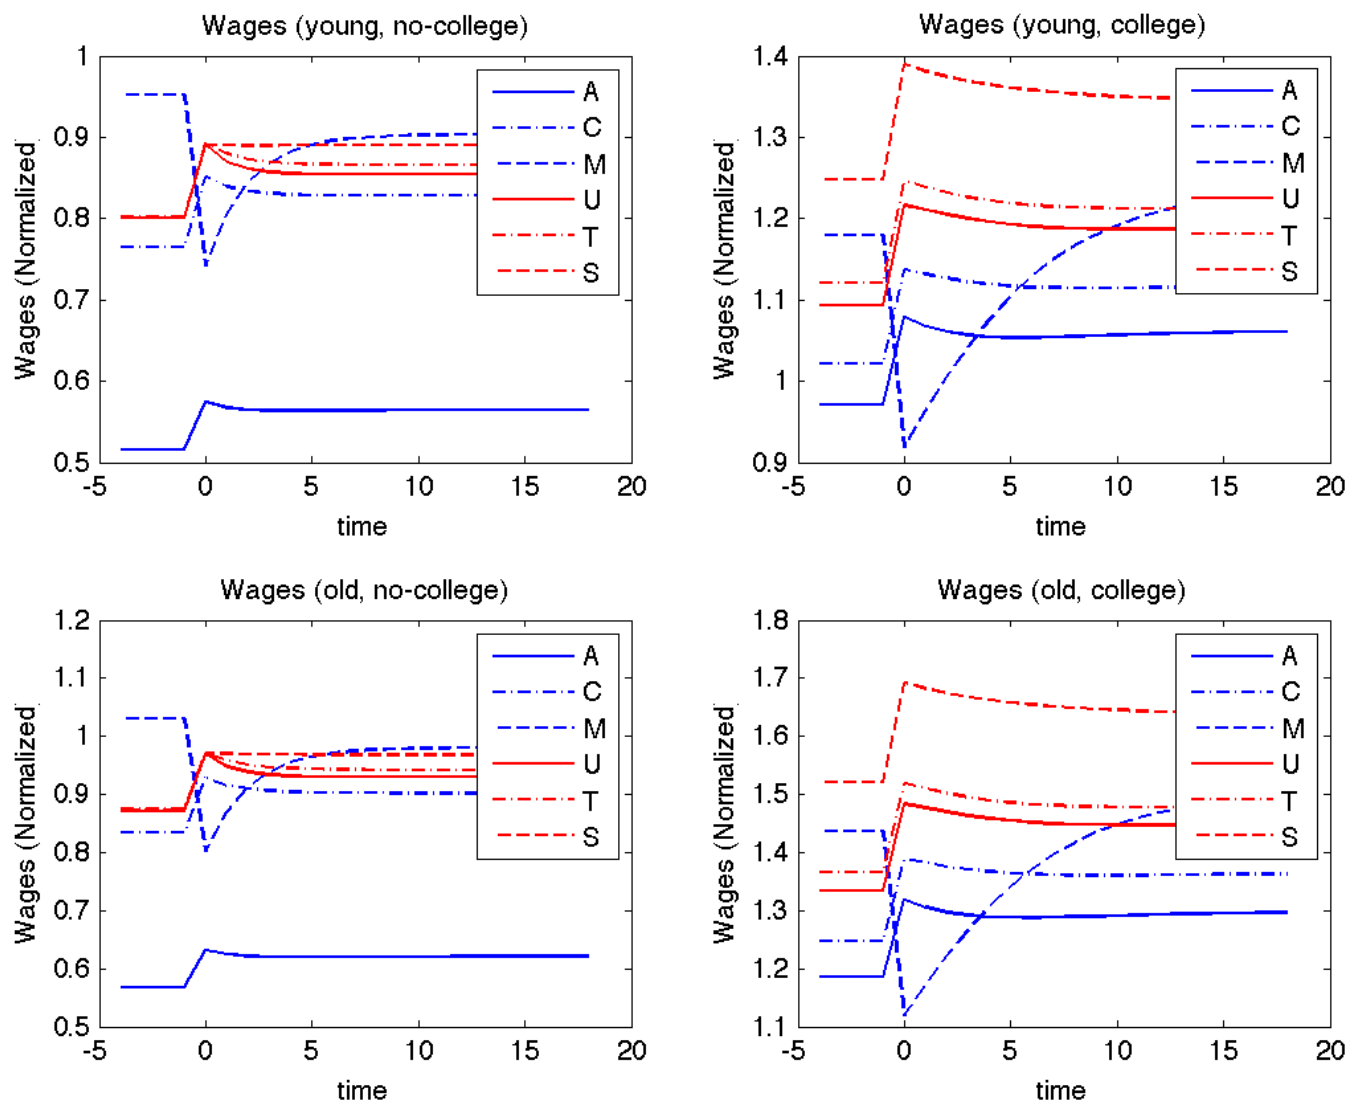 Wages (young, no-college)
Wages (Normalized)
1
0.9
0.8
0.7
0.6
0.5
-5
0
5
10
15
20
time
A
C
M
U
T
S
Wages (young, college)
Wages (Normalized)
1.4
1.3
1.2
1.1
1
0.9
-5
0
5
10
15
20
time
A
C
M
U
T
S
Wages (old, no-college)
Wages (Normalized)
1.2
1.1
1
0.9
0.8
0.7
0.6
0.5
-5
0
5
10
15
20
time
A
C
M
U
T
S
Wages (old, college)
Wages (Normalized)
1.8
1.7
1.6
1.5
1.4
1.3
1.2
1.1
-5
0
5
10
15
20
time
A
C
M
U
T
S